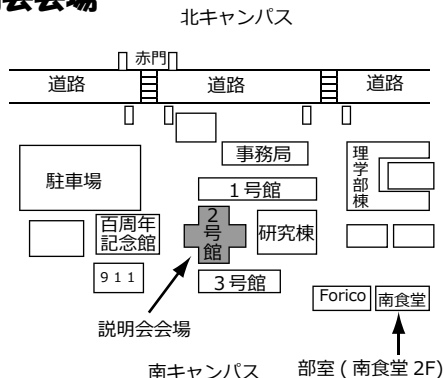 会会場
北キャンパス
赤門
道路 道路 道路
事務局
理学部棟
駐車場
1号館
百周年
記念館
2号館
研究棟
911
3号館
Forico
南食堂
説明会会場
南キャンパス
部室(南食堂2F)